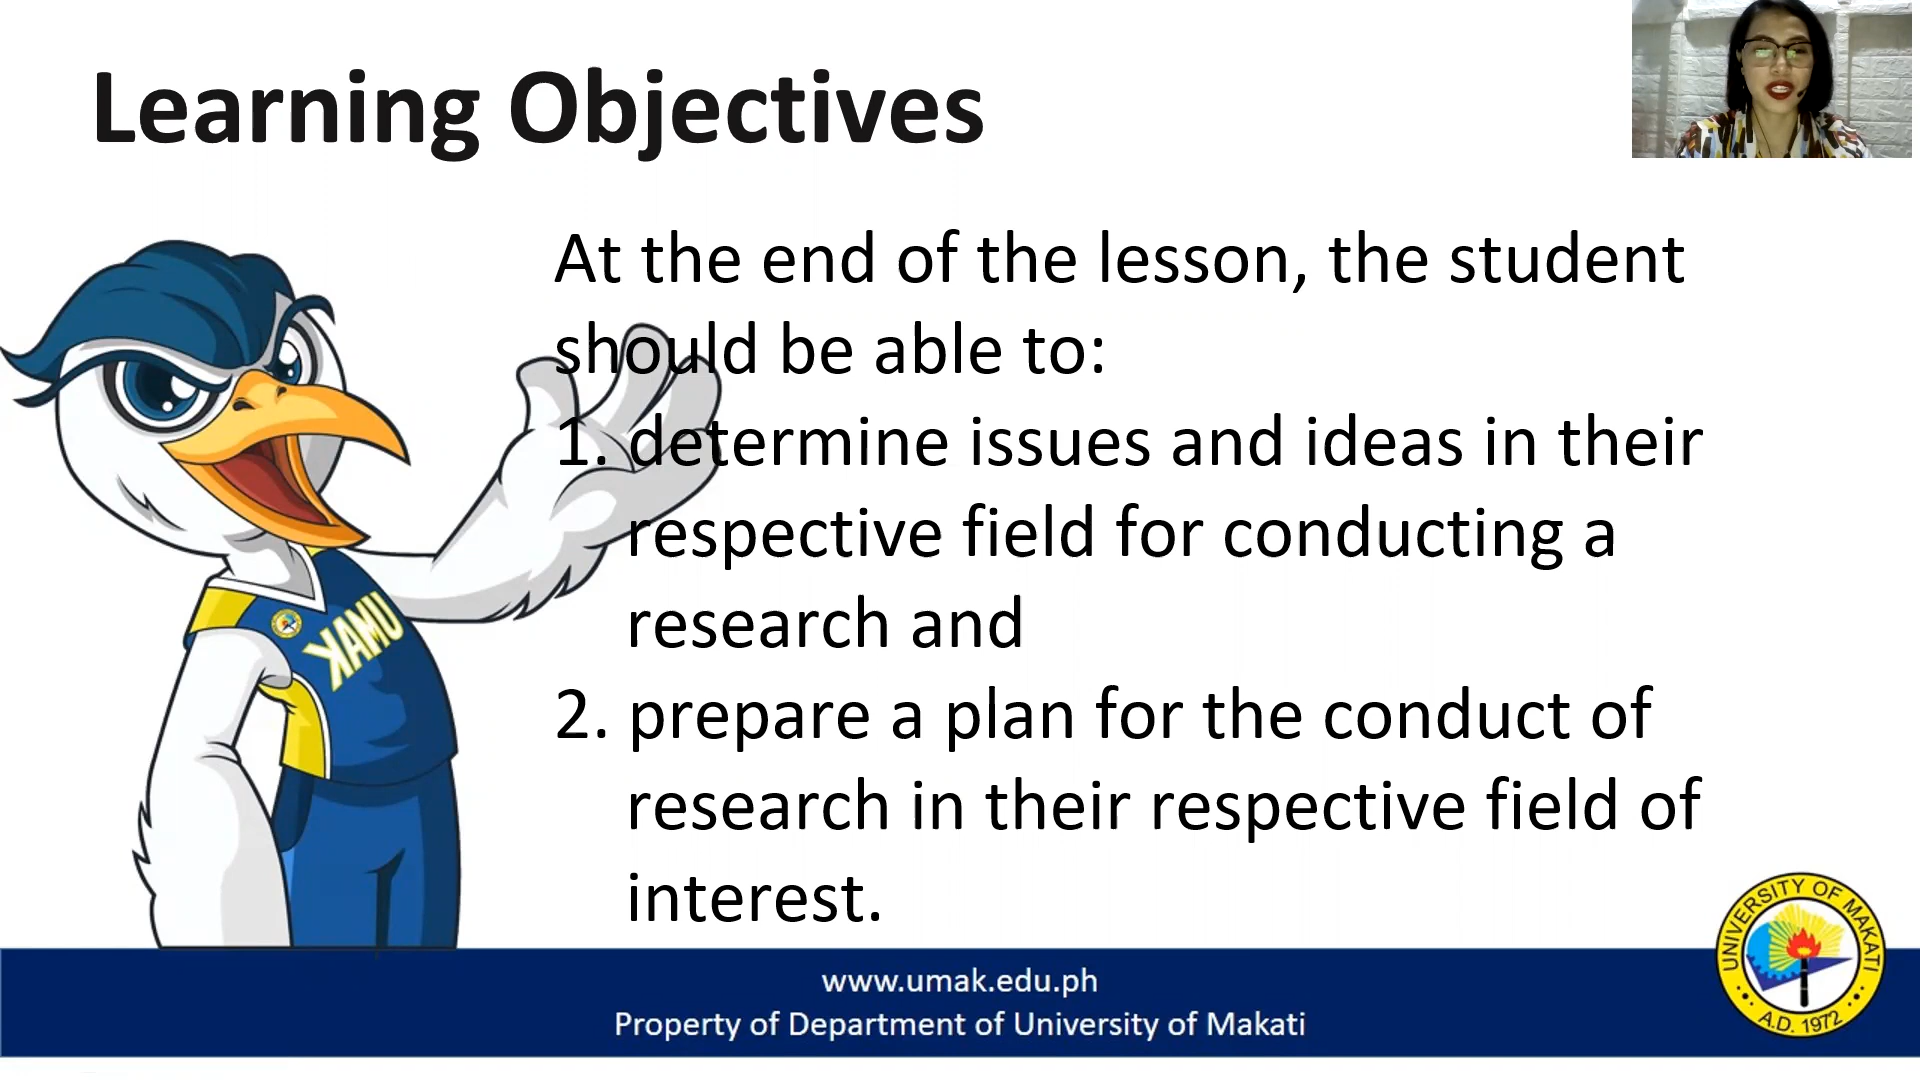 Learning Objectives
At the end of the lesson, the student
should be able to:
1. determine issues and ideas in their
respective field for conducting a
research and
2. prepare a plan for the conduct of
research in their respective field of
interest.
UMAK
www.umak.edu.ph
Property of Department of University of Makati
UNIVERSITY OF MAKATI
A.D. 1972